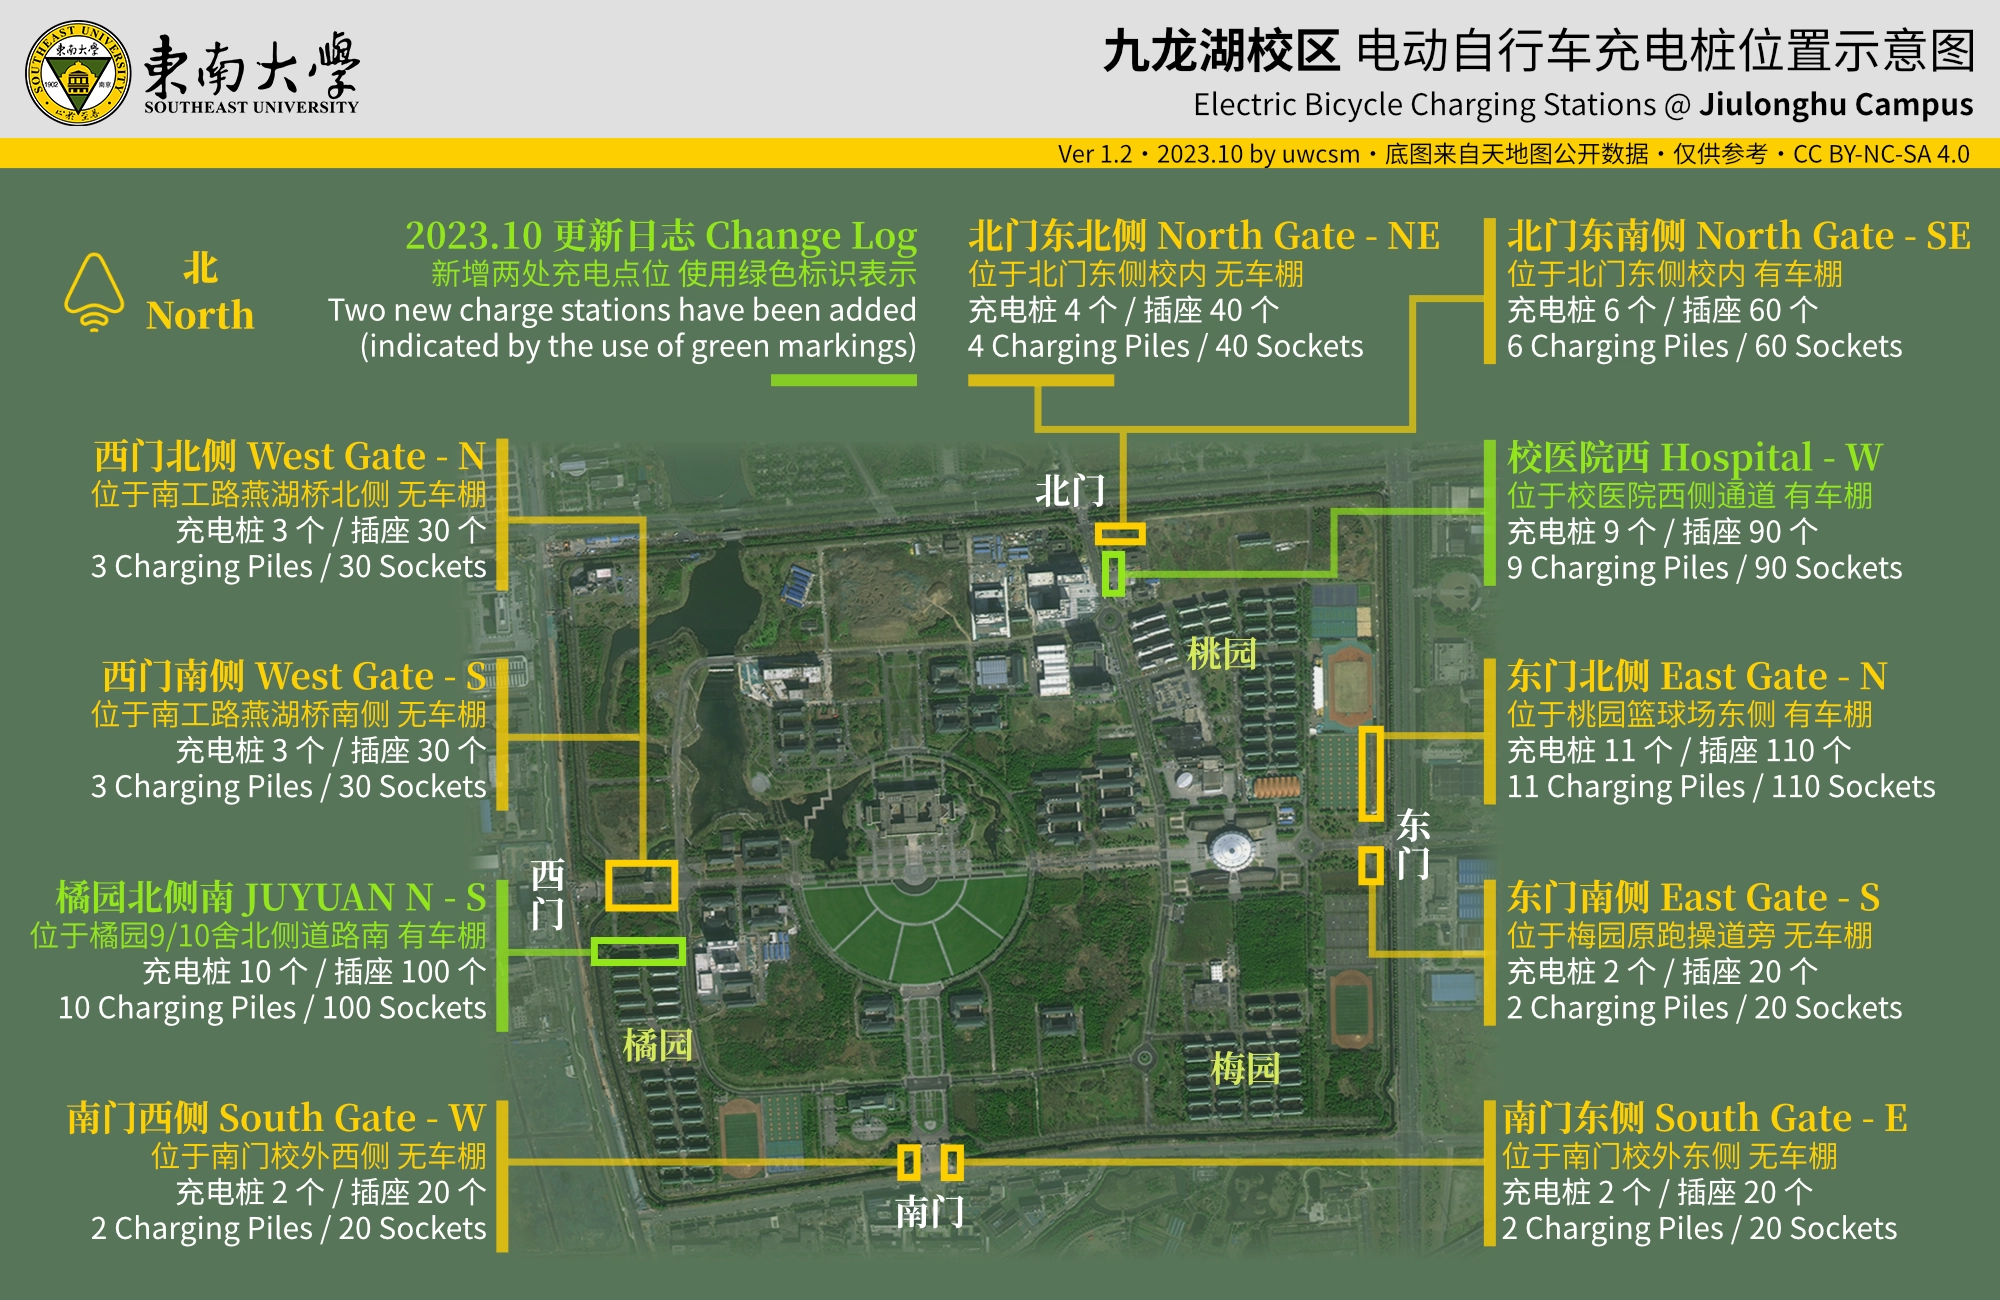 SOUTHEAST UNIVERSITY
東南大學
1902
南京
東南大學
SOUTHEAST UNIVERSITY
九龙湖校区 电动自行车充电桩位置示意图
Electric Bicycle Charging Stations @ Jiulonghu Campus
Ver 1.2・2023.10 by uwcsm・底图来自天地图公开数据・仅供参考・CC BY-NC-SA 4.0
北
North
2023.10 更新日志 Change Log
新增两处充电点位 使用绿色标识表示
Two new charge stations have been added
(indicated by the use of green markings)
北门东北侧 North Gate - NE
位于北门东侧校内 无车棚
充电桩 4 个 / 插座 40 个
4 Charging Piles / 40 Sockets
北门东南侧 North Gate - SE
位于北门东侧校内 有车棚
充电桩 6 个 / 插座 60 个
6 Charging Piles / 60 Sockets
西门北侧 West Gate - N
位于南工路燕湖桥北侧 无车棚
充电桩 3 个 / 插座 30 个
3 Charging Piles / 30 Sockets
西门南侧 West Gate - S
位于南工路燕湖桥南侧 无车棚
充电桩 3 个 / 插座 30 个
3 Charging Piles / 30 Sockets
橘园北侧南 JUYUAN N - S
位于橘园9/10舍北侧道路南 有车棚
充电桩 10 个 / 插座 100 个
10 Charging Piles / 100 Sockets
南门西侧 South Gate - W
位于南门校外西侧 无车棚
充电桩 2 个 / 插座 20 个
2 Charging Piles / 20 Sockets
北门
桃园
东门
西门
橘园
梅园
南门
校医院西 Hospital - W
位于校医院西侧通道 有车棚
充电桩 9 个 / 插座 90 个
9 Charging Piles / 90 Sockets
东门北侧 East Gate - N
位于桃园篮球场东侧 有车棚
充电桩 11 个 / 插座 110 个
11 Charging Piles / 110 Sockets
东门南侧 East Gate - S
位于梅园原跑操道旁 无车棚
充电桩 2 个 / 插座 20 个
2 Charging Piles / 20 Sockets
南门东侧 South Gate - E
位于南门校外东侧 无车棚
充电桩 2 个 / 插座 20 个
2 Charging Piles / 20 Sockets